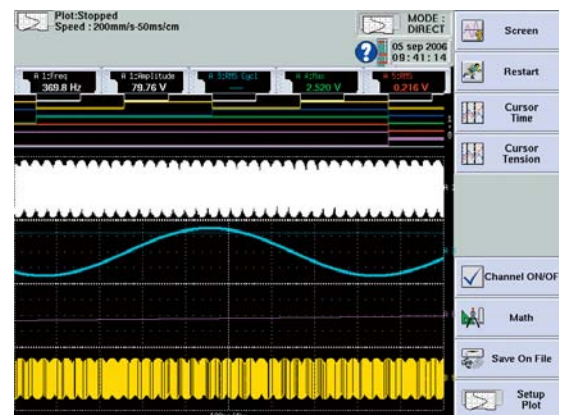 Plot:Stopped
Speed : 200mm/s-50ms/cm
MODE :
DIRECT
05 sep 2006
09:41:14
A 1:Freq
369.8 Hz
A 1:Amplitude
79.76 V
A 3:RMS Cycl
----
2.520 V
A 5:RMS
0.216 V
Screen
Restart
Cursor
Time
Cursor
Tension
Channel ON/OF
Math
Save On File
Setup
Plot